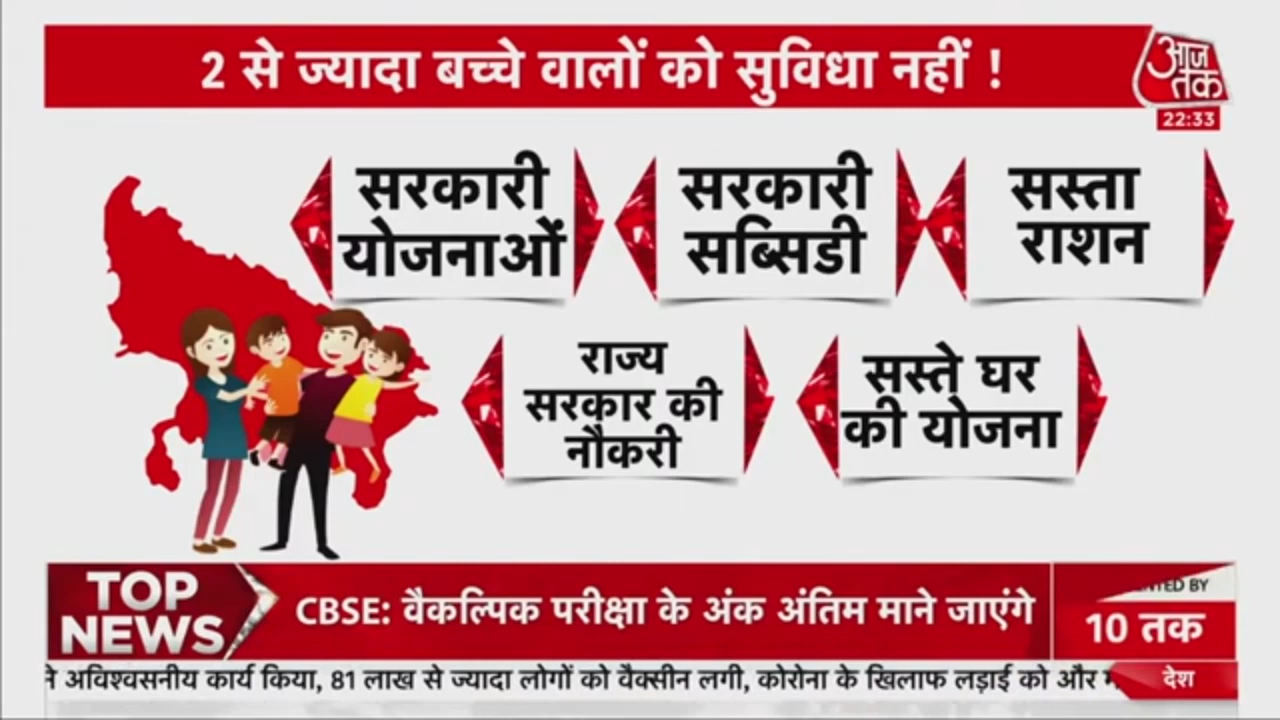 2 से ज्यादा बच्चे वालों को सुविधा नहीं !
आज
तक
22:33
सरकारी
योजनाओं
सरकारी
सब्सिडी
सस्ता
राशन
राज्य
सरकार की
नौकरी
सस्ते घर
की योजना
TOP
NEWS
CBSE: वैकल्पिक परीक्षा के अंक अंतिम माने जाएंगे
BY
10 तक
अविश्वसनीय कार्य किया, 81 लाख से ज्यादा लोगों को वैक्सीन लगी, कोरोना के खिलाफ लड़ाई को और
देश